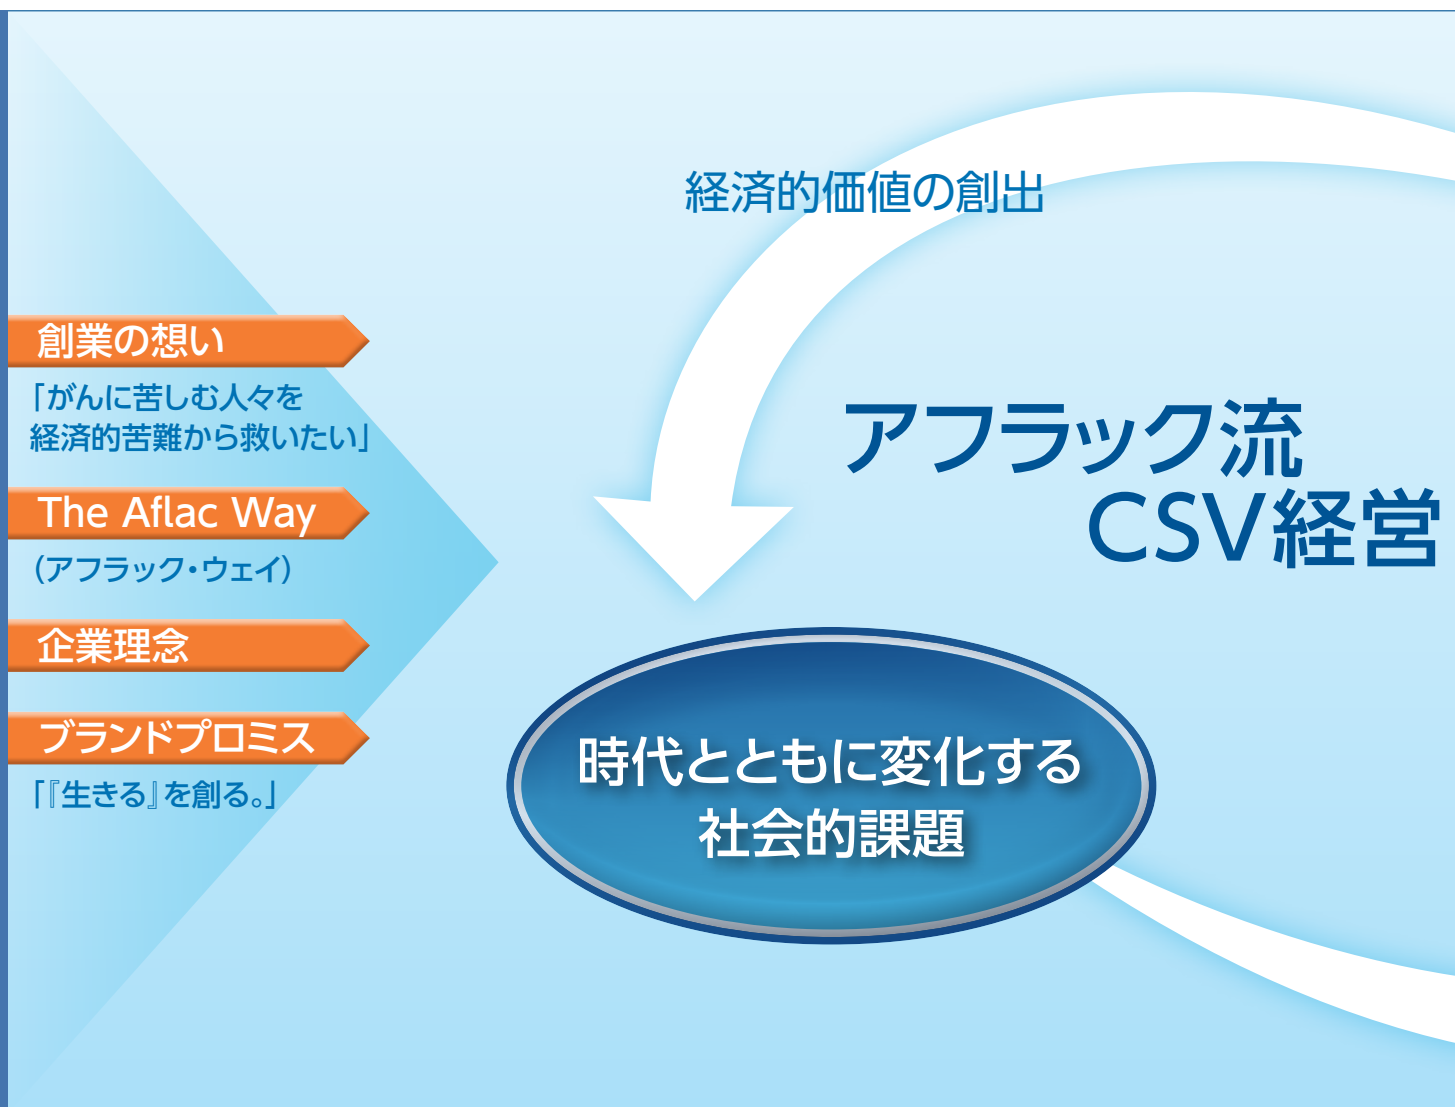 経済的価値の創出
創業の想い
「がんに苦しむ人々を
経済的苦難から救いたい」
The Aflac Way
（アフラック・ウェイ）
企業理念
ブランドプロミス
「『生きる』を創る。」
アフラック流
CSV経営
時代とともに変化する
社会的課題